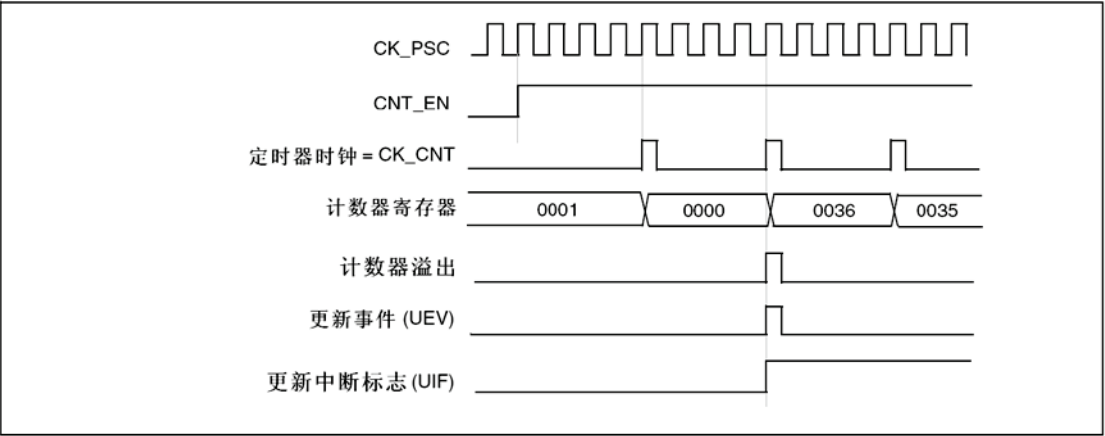 CK_PSC
CNT_EN
定时器时钟 = CK_CNT
计数器寄存器 0001 0000 0036 0035
计数器溢出
更新事件 (UEV)
更新中断标志 (UIF)